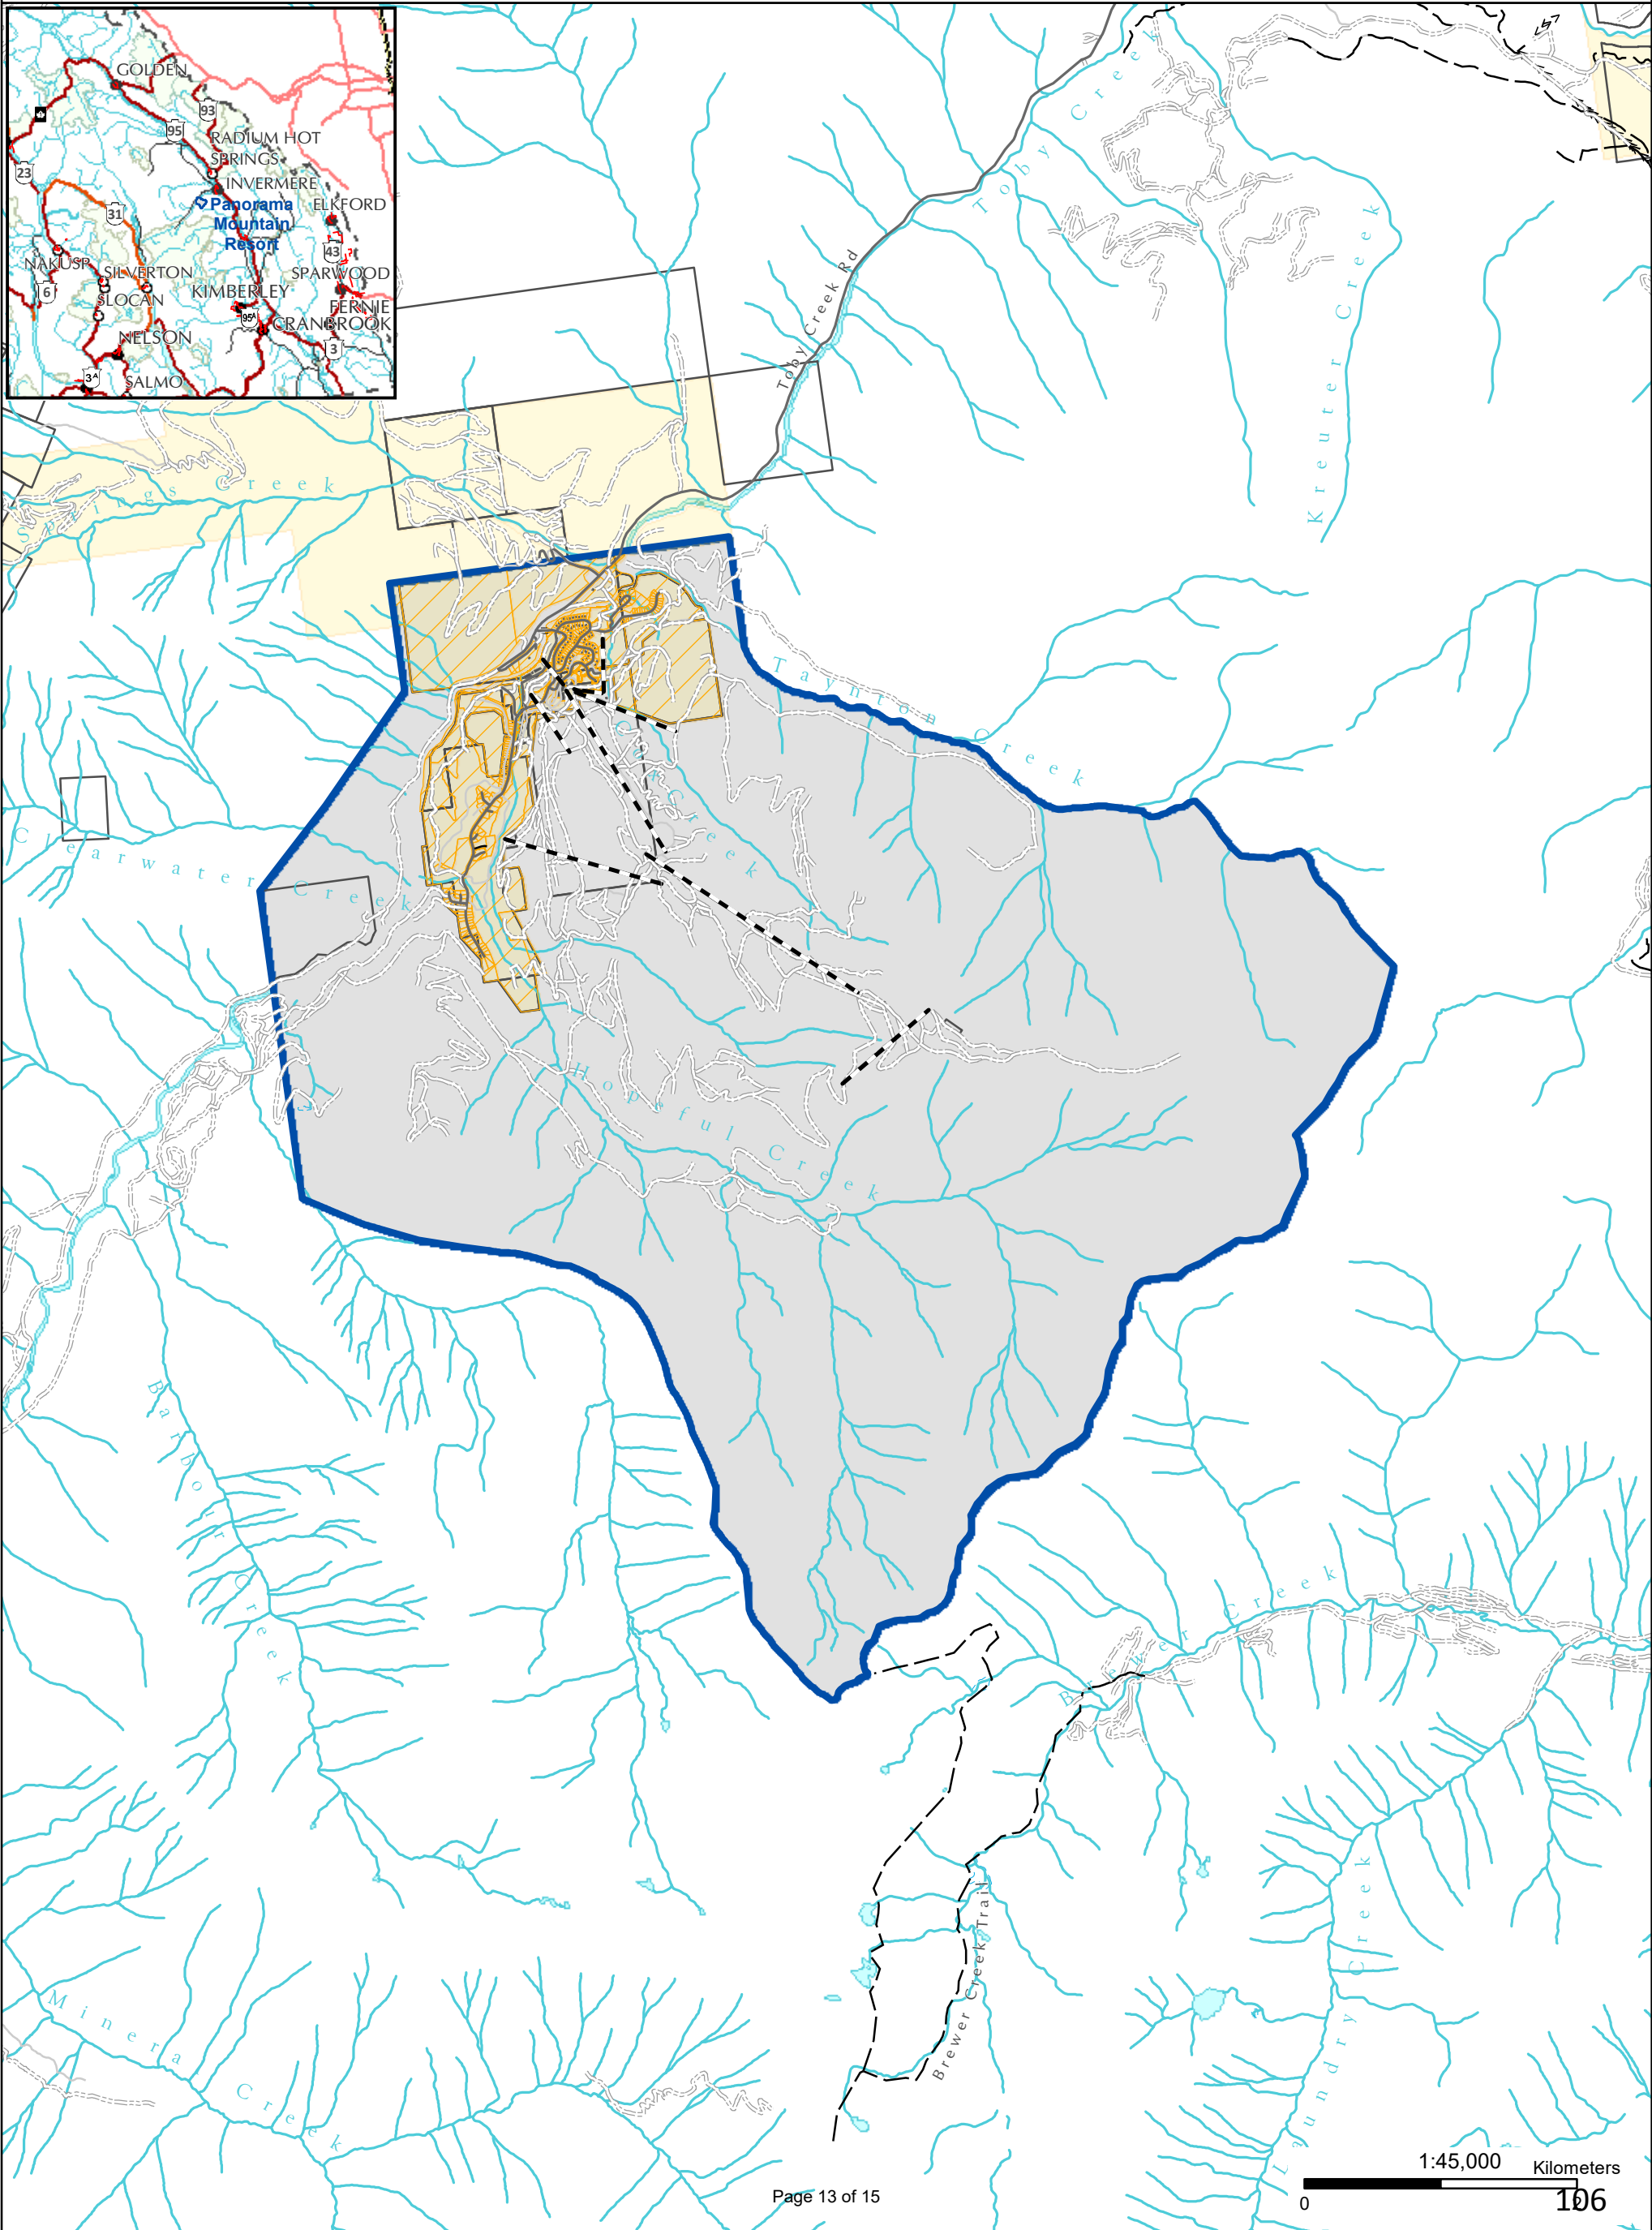 GOLDEN
93
95
RADIUM HOT
SPRINGS
INVERMERE
23
Panorama
Mountain
Resort
ELKFORD
31
43
NAKUSP
SILVERTON
SPARWOOD
6
SLOCAN
KIMBERLEY
FERNIE
95A
CRANBROOK
NELSON
3
3A
SALMO
Toby Creek
Toby Creek Rd
Kreuter Creek
Springs Creek
Taynton Creek
Creek
Clearwater Creek
Hopeful Creek
Barbour Creek
Brewer Creek
Brewer Creek Trail
Mineral Creek
Creek
1:45,000
Kilometers
0
Page 13 of 15
106